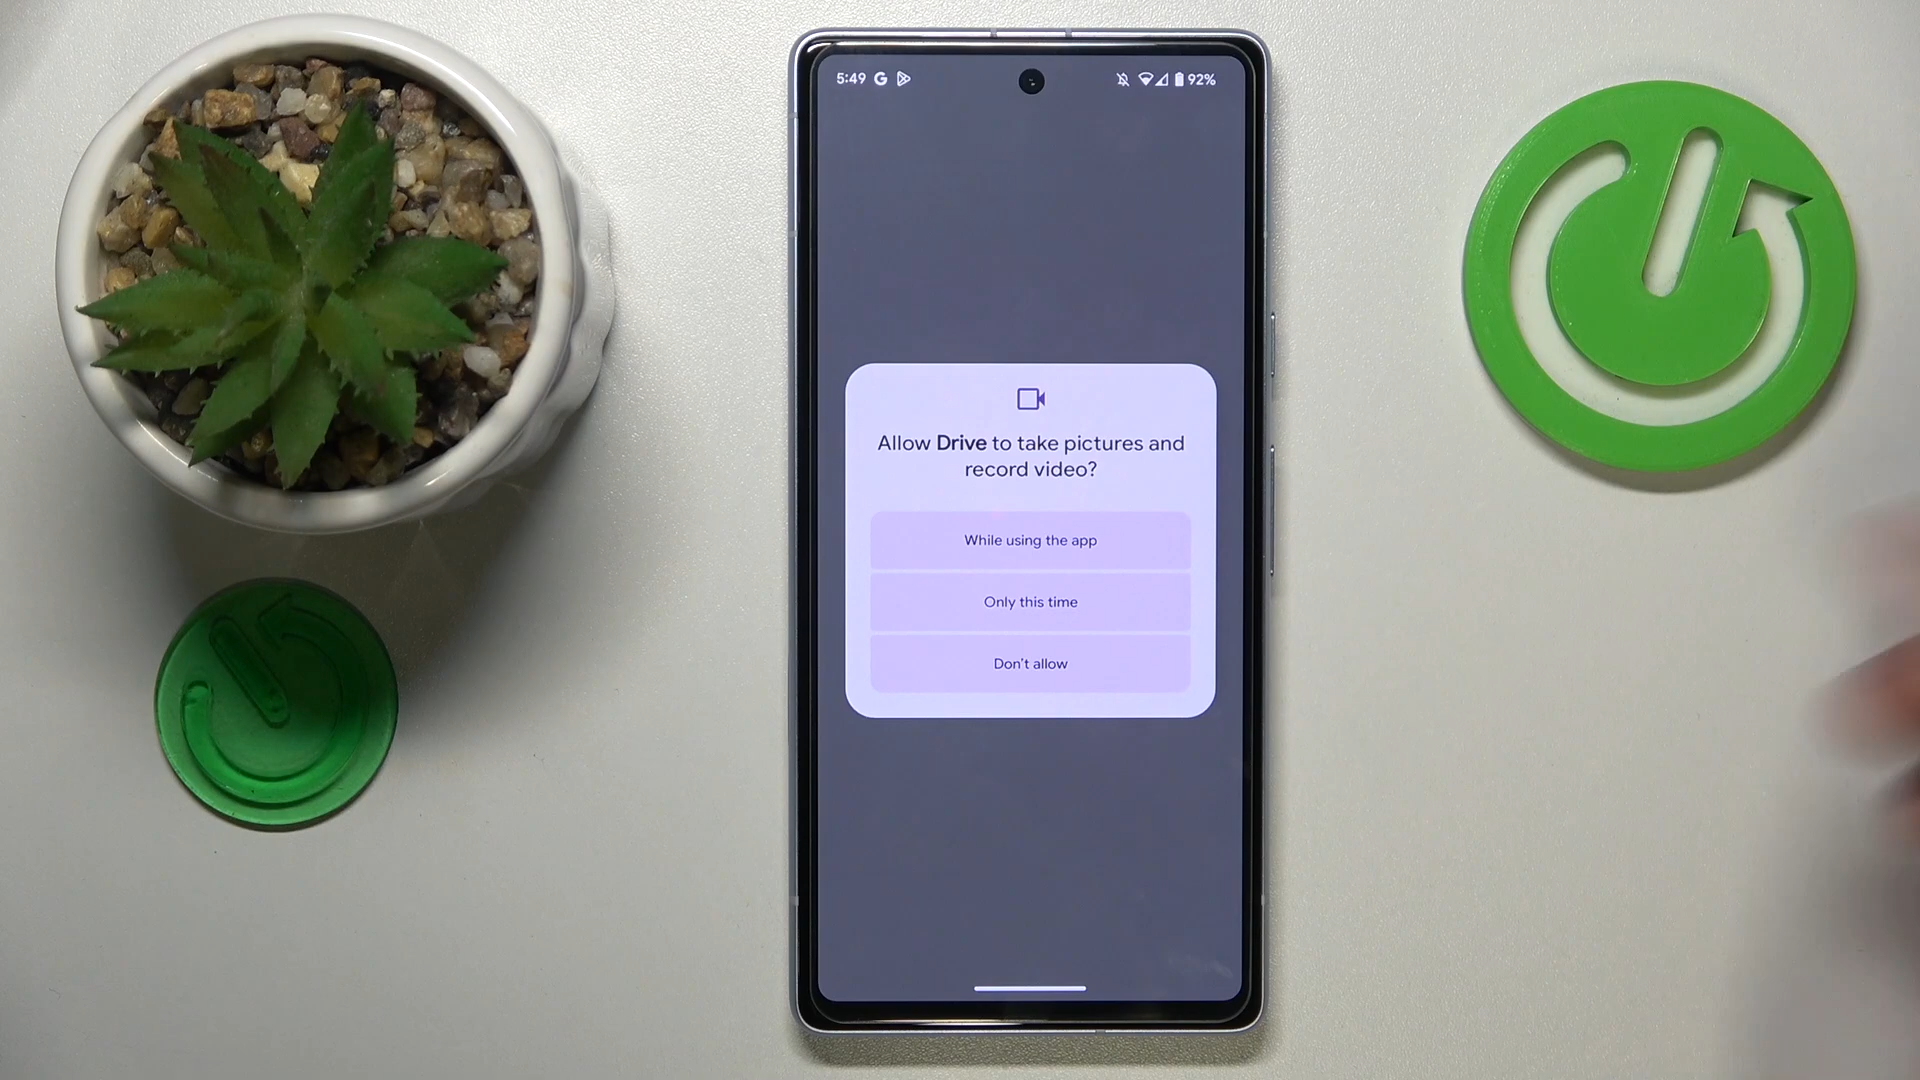 5:49
92%
Allow Drive to take pictures and
record video?
While using the app
Only this time
Don't allow